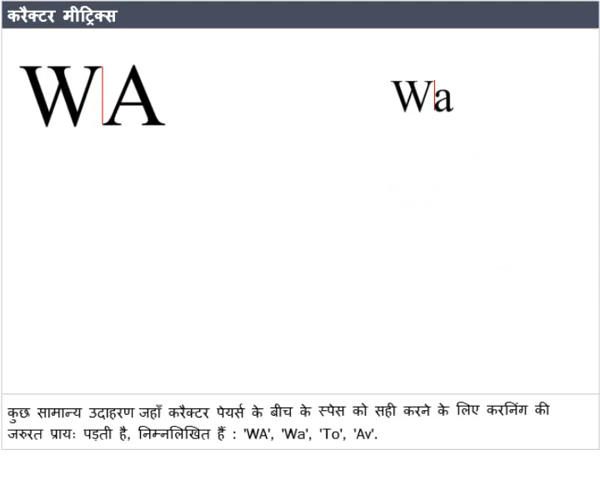 करैक्टर मीट्रिक्स
WA Wa
कुछ सामान्य उदाहरण जहाँ करैक्टर पेयर्स के बीच के स्पेस को सही करने के लिए करनिंग की
जरुरत प्रायः पड़ती है, निम्नलिखित हैं : 'WA', 'Wa', 'To', 'Av'.